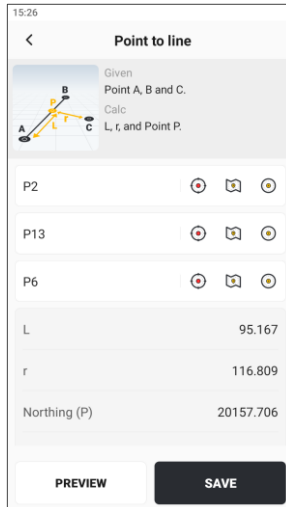 15:26
Point to line
Given
Point A, B and C.
Calc
L, r, and Point P.
B
P
r
L
A
C
P2
P13
P6
L 95.167
r 116.809
Northing (P) 20157.706
PREVIEW SAVE